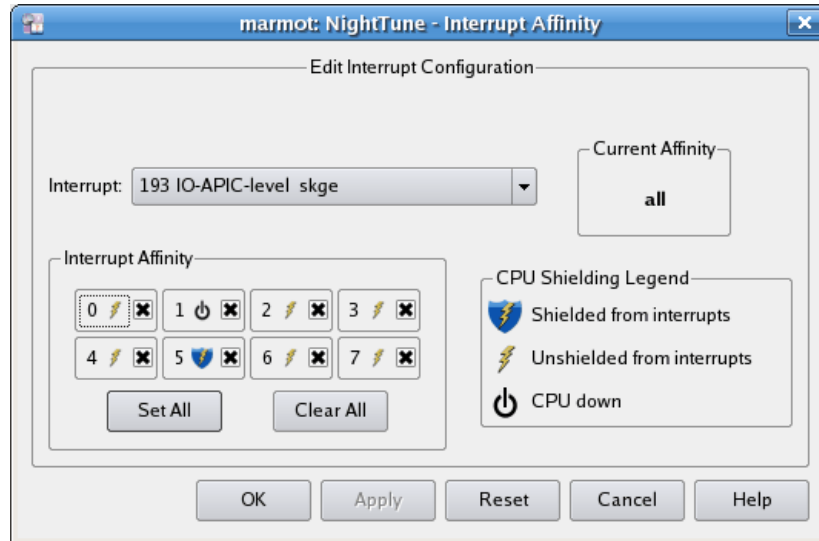 marmot: NightTune - Interrupt Affinity
Edit Interrupt Configuration
Current Affinity
Interrupt: 193 IO-APIC-level skge
all
Interrupt Affinity
CPU Shielding Legend
0 1 2 3
Shielded from interrupts
4 5 6 7
Unshielded from interrupts
Set All Clear All
CPU down
OK Apply Reset Cancel Help